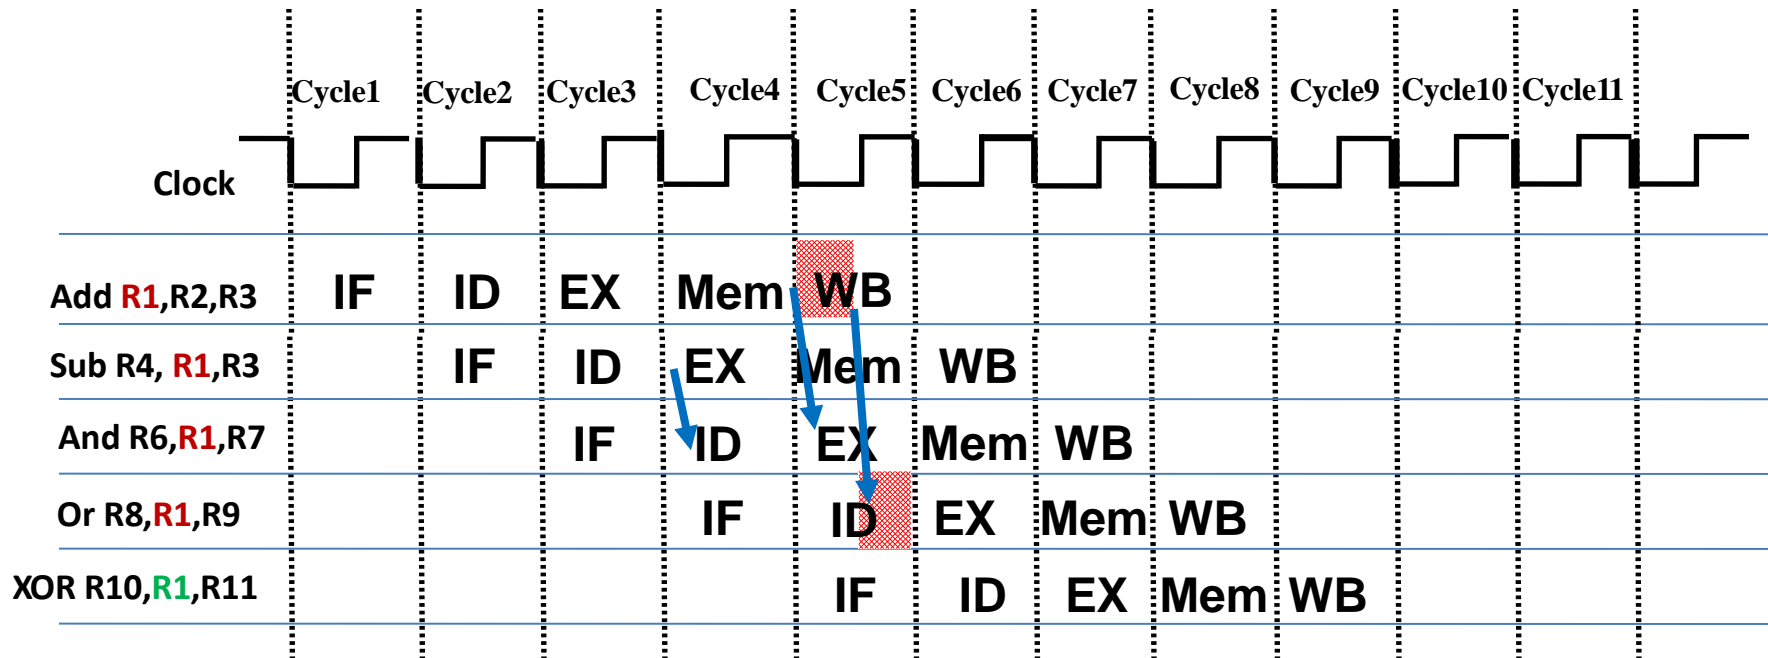 Cycle1 Cycle2 Cycle3 Cycle4 Cycle5 Cycle6 Cycle7 Cycle8 Cycle9 Cycle10 Cycle11
Clock
Add R1,R2,R3 IF ID EX Mem WB
Sub R4, R1,R3 IF ID EX Mem WB
And R6,R1,R7 IF ID EX Mem WB
Or R8,R1,R9 IF ID EX Mem WB
XOR R10,R1,R11 IF ID EX Mem WB